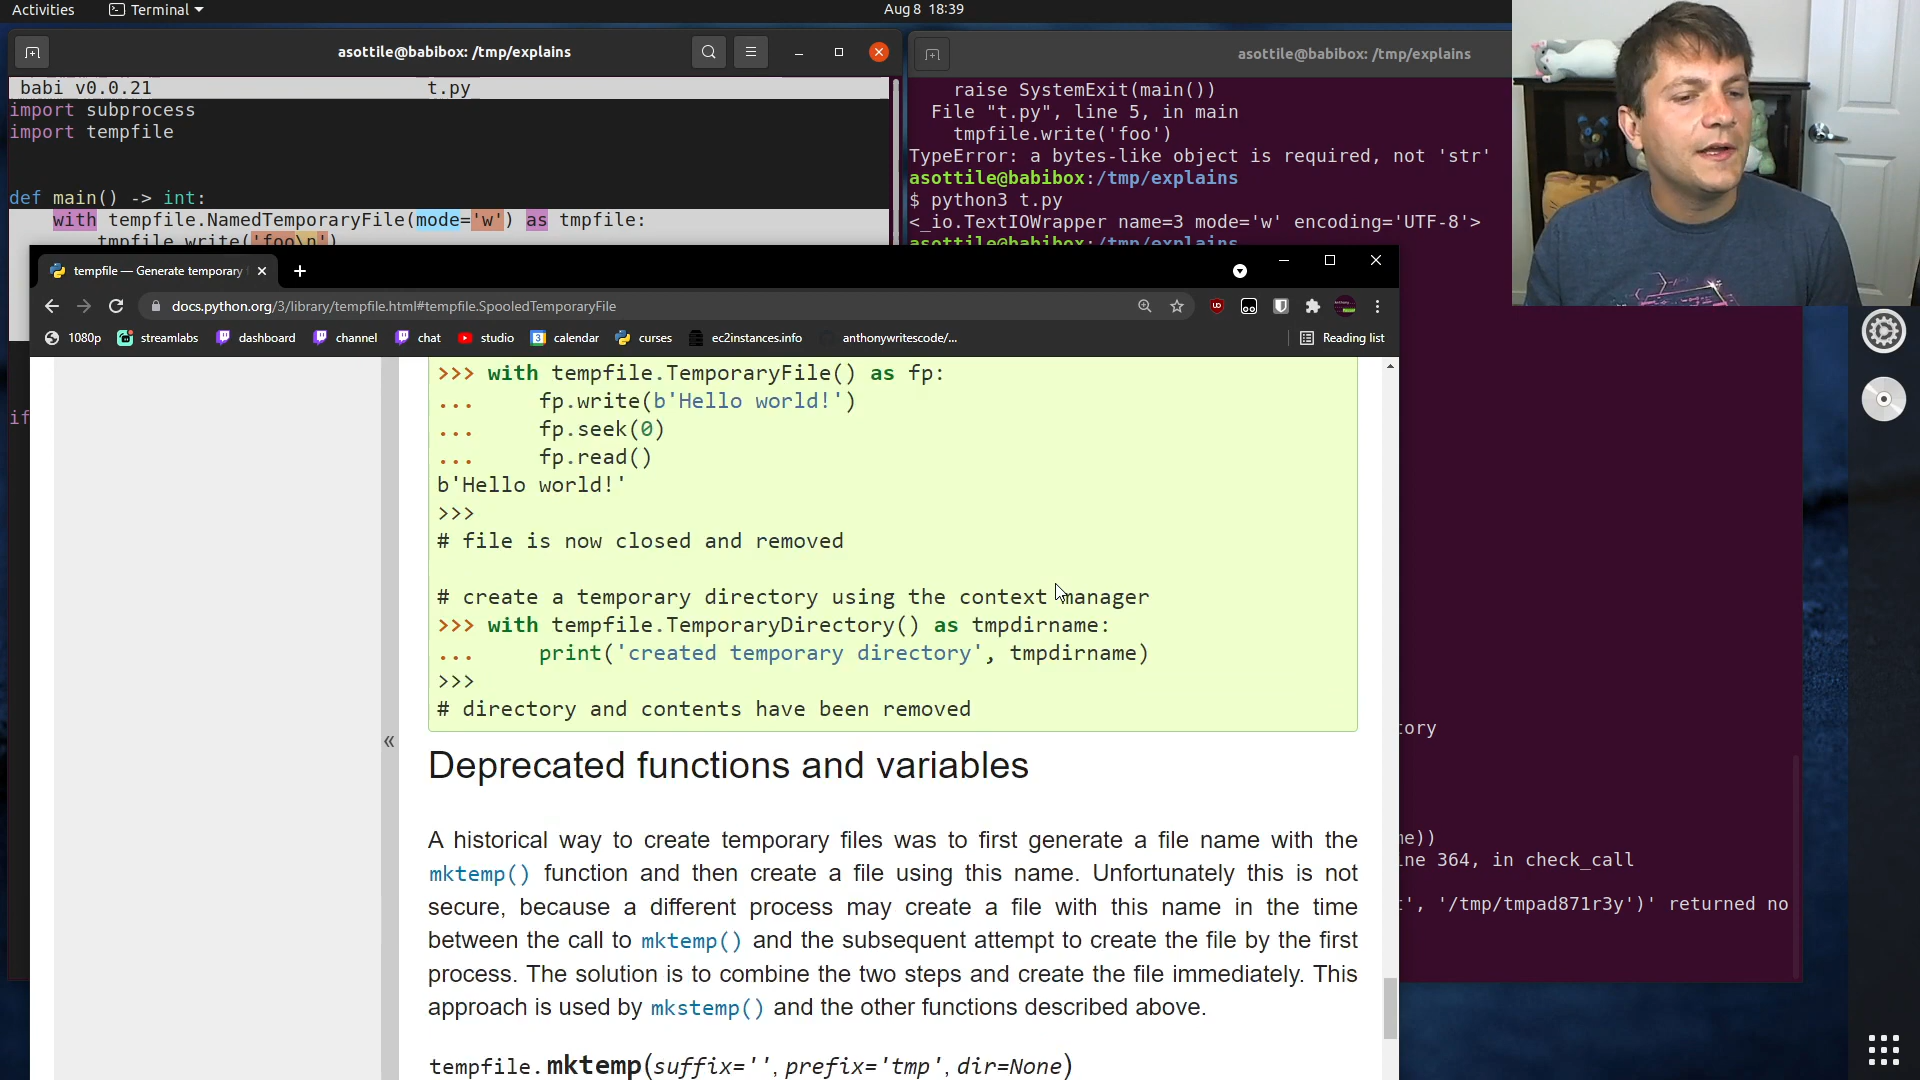 Activities
Terminal
Aug 8 18:39
asottile@babibox: /tmp/explains
babi v0.0.21 t.py
import subprocess
import tempfile
def main() -> int:
with tempfile.NamedTemporaryFile(mode='w') as tmpfile:
tmpfile.write('foo\n')
if
asottile@babibox: /tmp/explains
raise SystemExit(main())
File "t.py", line 5, in main
tmpfile.write('foo')
TypeError: a bytes-like object is required, not 'str'
asottile@babibox:/tmp/explains
$ python3 t.py
<_io.TextIOWrapper name=3 mode='w' encoding='UTF-8'>
asottile@babibox:/tmp/explains
tempfile — Generate temporary
docs.python.org/3/library/tempfile.html#tempfile.SpooledTemporaryFile
1080p
streamlabs
dashboard
channel
chat
studio
calendar
curses
ec2instances.info
anthonywritescode/...
Reading list
>>> with tempfile.TemporaryFile() as fp:
... fp.write(b'Hello world!')
... fp.seek(0)
... fp.read()
b'Hello world!'
>>>
# file is now closed and removed
# create a temporary directory using the context manager
>>> with tempfile.TemporaryDirectory() as tmpdirname:
... print('created temporary directory', tmpdirname)
>>>
# directory and contents have been removed
«
Deprecated functions and variables
A historical way to create temporary files was to first generate a file name with the
mktemp() function and then create a file using this name. Unfortunately this is not
secure, because a different process may create a file with this name in the time
between the call to mktemp() and the subsequent attempt to create the file by the first
process. The solution is to combine the two steps and create the file immediately. This
approach is used by mkstemp() and the other functions described above.
tempfile.mktemp(suffix='', prefix='tmp', dir=None)
tory
ne))
ine 364, in check_call
t', '/tmp/tmpad871r3y')' returned no